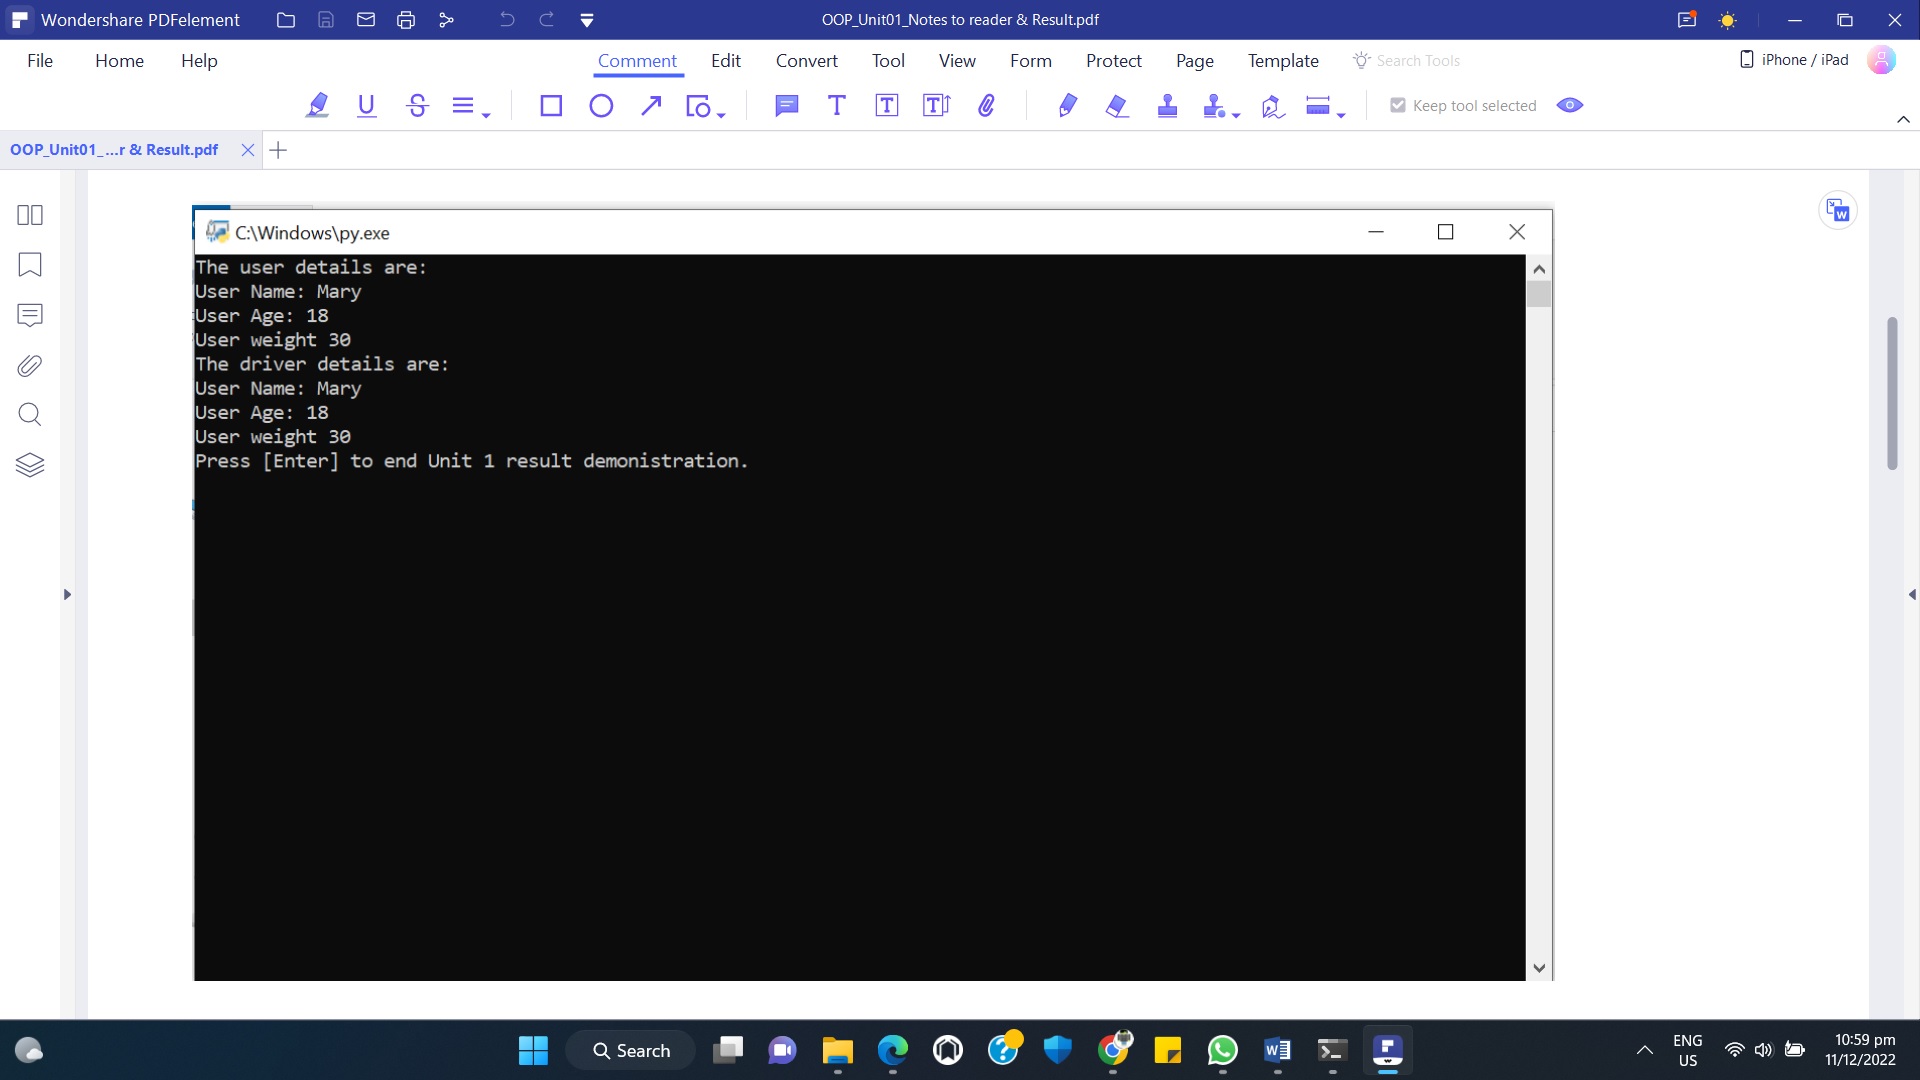 Wondershare PDFelement
OOP_Unit01_Notes to reader & Result.pdf
File Home Help Comment Edit Convert Tool View Form Protect Page Template Search Tools iPhone / iPad
Keep tool selected
OOP_Unit01_...r & Result.pdf
C:\Windows\py.exe
The user details are:
User Name: Mary
User Age: 18
User weight 30
The driver details are:
User Name: Mary
User Age: 18
User weight 30
Press [Enter] to end Unit 1 result demonistration.
Search
ENG
US
10:59 pm
11/12/2022